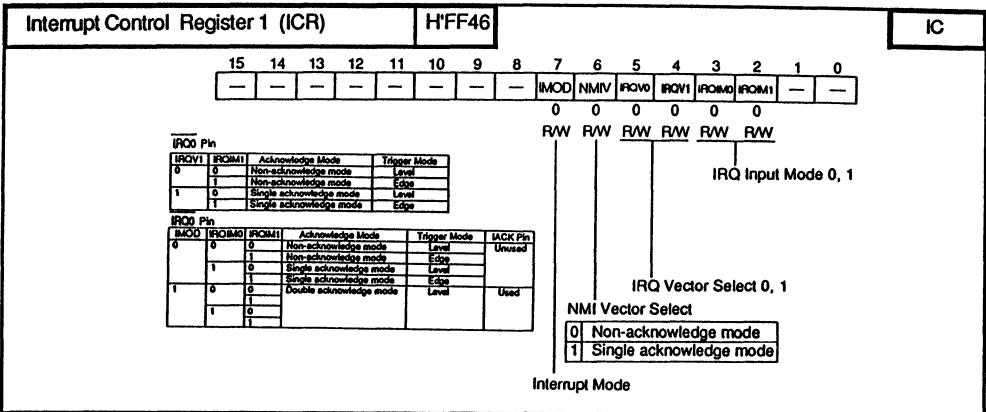 Interrupt Control Register 1 (ICR) H'FF46 IC
15 14 13 12 11 10 9 8 7 6 5 4 3 2 1 0
— — — — — — — — IMOD NMIV IRQV0 IRQV1 IRQIM0 IRQIM1 — —
0 0 0 0 0 0
R/W R/W R/W R/W R/W R/W
IRQ0 Pin
IRQV1 IRQIM1 Acknowledge Mode Trigger Mode
0 0 Non-acknowledge mode Level
1 Non-acknowledge mode Edge
1 0 Single acknowledge mode Level
1 Single acknowledge mode Edge
IRQ Input Mode 0, 1
IRQ0 Pin
IMOD IRQIM0 IRQIM1 Acknowledge Mode Trigger Mode IACK Pin
0 0 0 Non-acknowledge mode Level Unused
1 Non-acknowledge mode Edge
1 0 Single acknowledge mode Level
1 Single acknowledge mode Edge
1 0 0 Double acknowledge mode Level Used
1
1 0
1
IRQ Vector Select 0, 1
NMI Vector Select
0 Non-acknowledge mode
1 Single acknowledge mode
Interrupt Mode